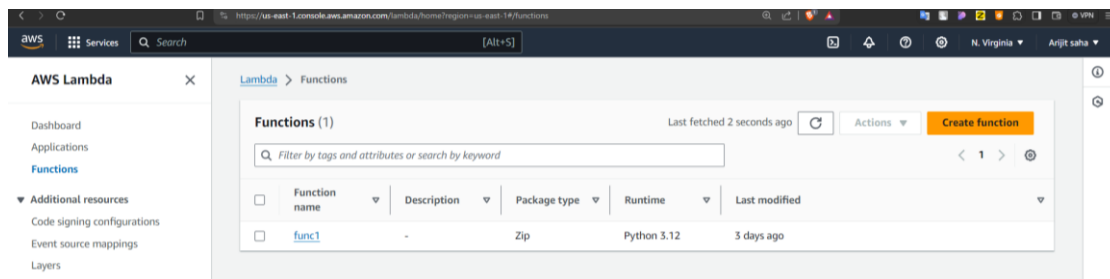 https://us-east-1.console.aws.amazon.com/lambda/home?region=us-east-1#/functions
VPN
aws
Services
Search
[Alt+S]
N. Virginia
Arijit saha
AWS Lambda
Lambda > Functions
Dashboard
Applications
Functions
Additional resources
Code signing configurations
Event source mappings
Layers
Functions (1)
Last fetched 2 seconds ago
Actions
Create function
Filter by tags and attributes or search by keyword
1
Function name
Description
Package type
Runtime
Last modified
func1
-
Zip
Python 3.12
3 days ago